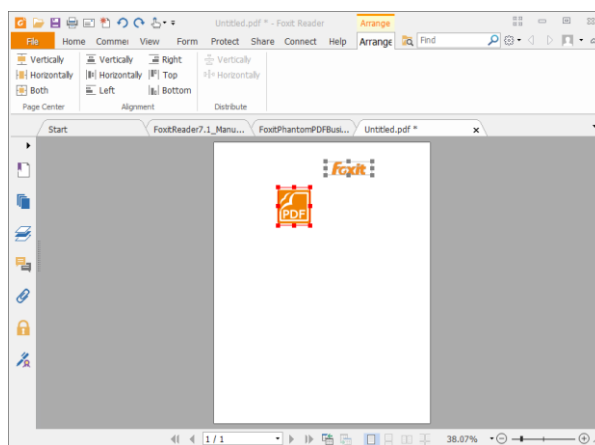 Untitled.pdf * - Foxit Reader
Arrange
File Home Commei View Form Protect Share Connect Help Arrange Find
Vertically Vertically Right Vertically
Horizontally Horizontally Top Horizontally
Both Left Bottom
Page Center Alignment Distribute
Start FoxitReader7.1_Manu... FoxitPhantomPDFBusi... Untitled.pdf * x
Foxit
PDF
1 / 1 38.07%